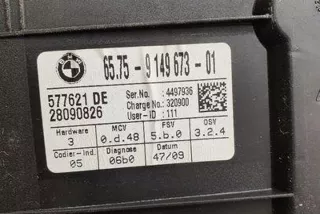 BMW
65.75 - 9 149 673 - 01
577621 DE
28090826
Ser.No. : 4497936
Charge No.: 320900
User-ID : 111
Hardware MCV FSV OSV
3 0.d.48 5.b.0 3.2.4
Codier-Ind. Diagnose Datum
05 06b0 47/09